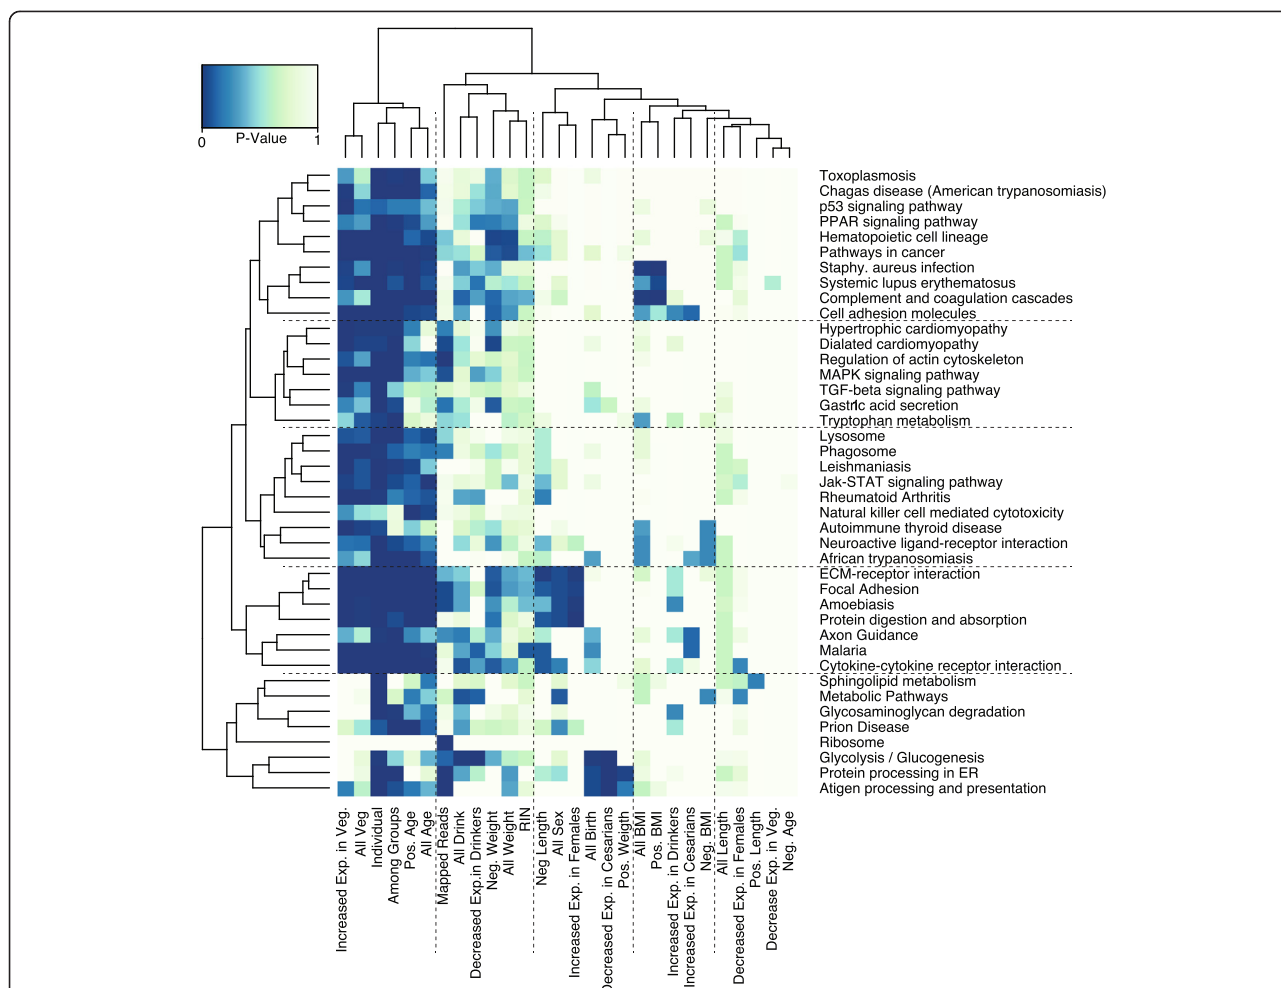 0
P-Value
1
Toxoplasmosis
Chagas disease (American trypanosomiasis)
p53 signaling pathway
PPAR signaling pathway
Hematopoietic cell lineage
Pathways in cancer
Staphy. aureus infection
Systemic lupus erythematosus
Complement and coagulation cascades
Cell adhesion molecules
Hypertrophic cardiomyopathy
Dialated cardiomyopathy
Regulation of actin cytoskeleton
MAPK signaling pathway
TGF-beta signaling pathway
Gastric acid secretion
Tryptophan metabolism
Lysosome
Phagosome
Leishmaniasis
Jak-STAT signaling pathway
Rheumatoid Arthritis
Natural killer cell mediated cytotoxicity
Autoimmune thyroid disease
Neuroactive ligand-receptor interaction
African trypanosomiasis
ECM-receptor interaction
Focal Adhesion
Amoebiasis
Protein digestion and absorption
Axon Guidance
Malaria
Cytokine-cytokine receptor interaction
Sphingolipid metabolism
Metabolic Pathways
Glycosaminoglycan degradation
Prion Disease
Ribosome
Glycolysis / Glucogenesis
Protein processing in ER
Atigen processing and presentation
Increased Exp. in Veg.
All Veg
Individual
Among Groups
Pos. Age
All Age
Mapped Reads
All Drink
Decreased Exp.in Drinkers
Neg. Weight
All Weight
RIN
Neg Length
All Sex
Increased Exp. in Females
All Birth
Decreased Exp. in Cesarians
Pos. Weigth
All BMI
Pos. BMI
Increased Exp. in Drinkers
Increased Exp. in Cesarians
Neg. BMI
All Length
Decreased Exp. in Females
Pos. Length
Decrease Exp. in Veg.
Neg. Age